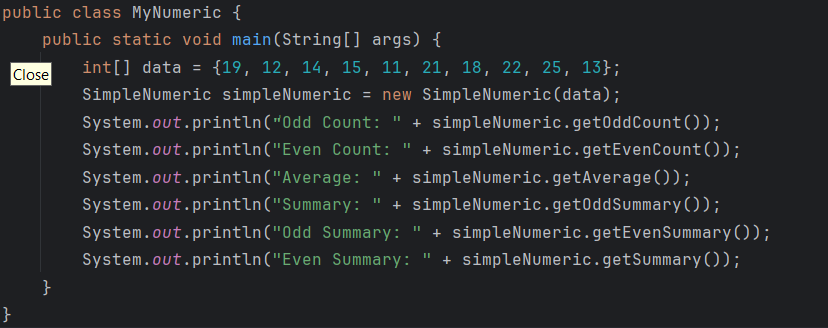 public class MyNumeric {
    public static void main(String[] args) {
        int[] data = {19, 12, 14, 15, 11, 21, 18, 22, 25, 13};
Close
        SimpleNumeric simpleNumeric = new SimpleNumeric(data);
        System.out.println("Odd Count: " + simpleNumeric.getOddCount());
        System.out.println("Even Count: " + simpleNumeric.getEvenCount());
        System.out.println("Average: " + simpleNumeric.getAverage());
        System.out.println("Summary: " + simpleNumeric.getOddSummary());
        System.out.println("Odd Summary: " + simpleNumeric.getEvenSummary());
        System.out.println("Even Summary: " + simpleNumeric.getSummary());
    }
}